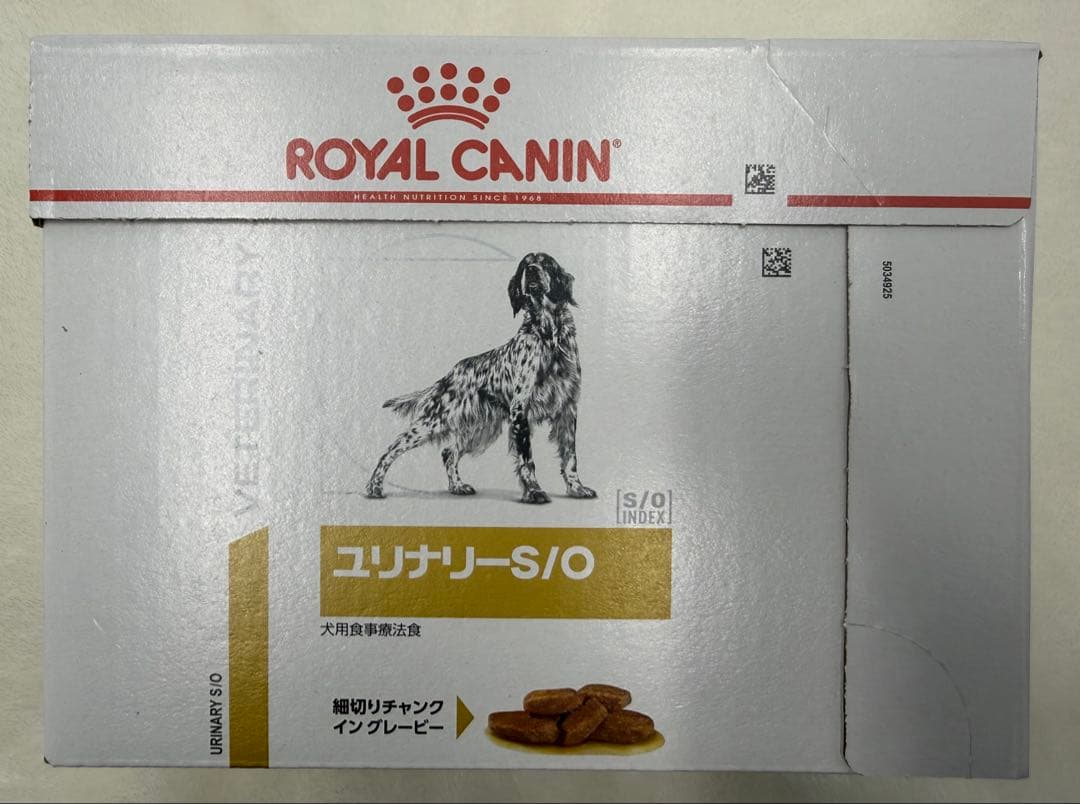 ROYAL CANIN®
HEALTH NUTRITION SINCE 1968
5034925
VETERINARY
[S/O
INDEX]
ユリナリーS/O
犬用食事療法食
URINARY S/O
細切りチャンク
イン グレービー